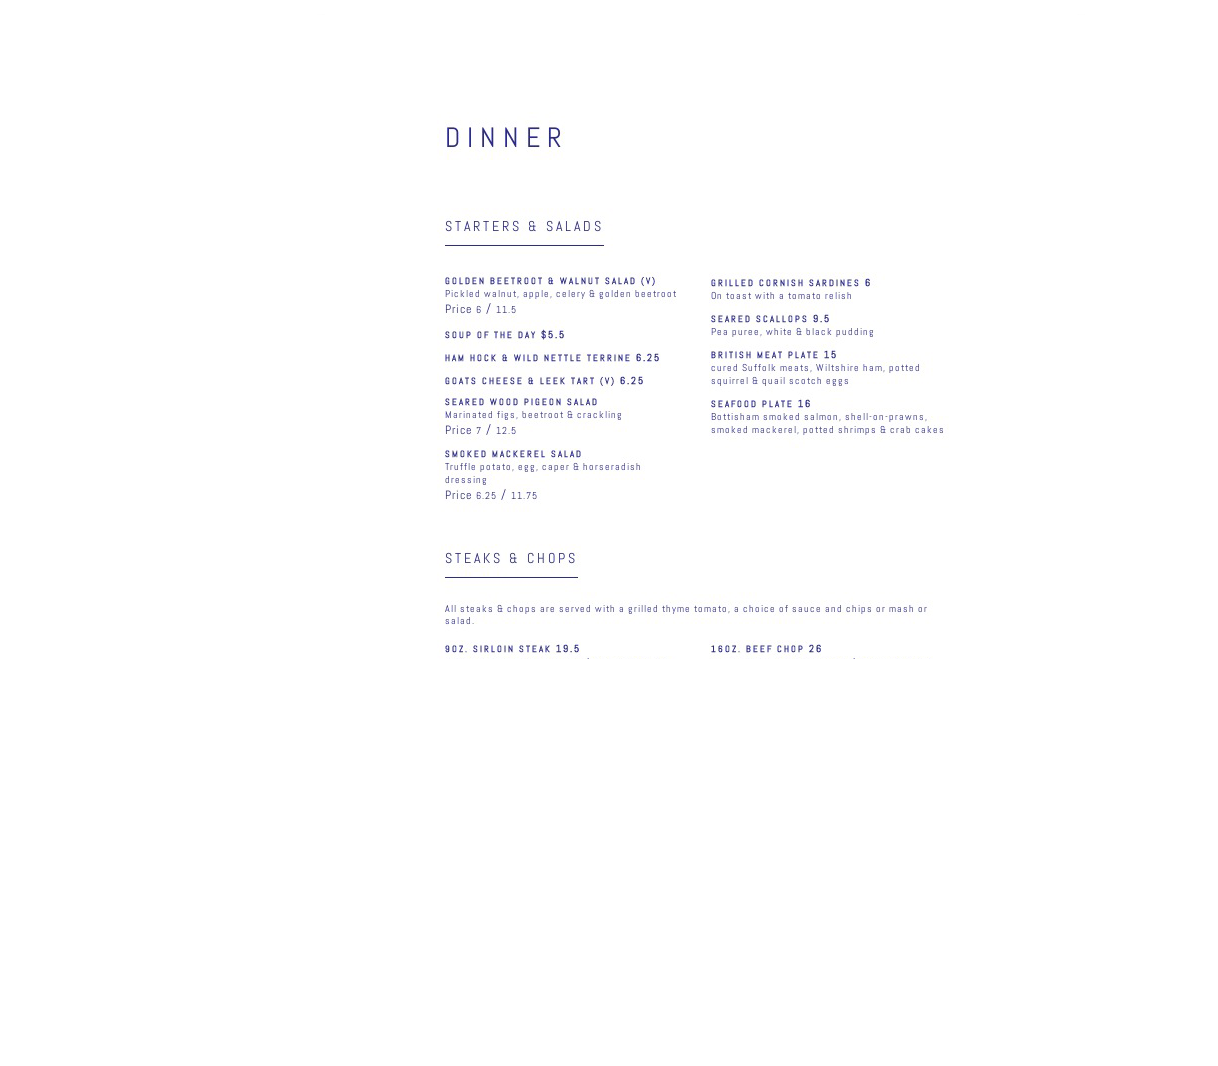 DINNER
STARTERS & SALADS
GOLDEN BEETROOT & WALNUT SALAD (V)
Pickled walnut, apple, celery & golden beetroot
Price 6 / 11.5
SOUP OF THE DAY $5.5
HAM HOCK & WILD NETTLE TERRINE 6.25
GOATS CHEESE & LEEK TART (V) 6.25
SEARED WOOD PIGEON SALAD
Marinated figs, beetroot & crackling
Price 7 / 12.5
SMOKED MACKEREL SALAD
Truffle potato, egg, caper & horseradish
dressing
Price 6.25 / 11.75
GRILLED CORNISH SARDINES 6
On toast with a tomato relish
SEARED SCALLOPS 9.5
Pea puree, white & black pudding
BRITISH MEAT PLATE 15
cured Suffolk meats, Wiltshire ham, potted
squirrel & quail scotch eggs
SEAFOOD PLATE 16
Bottisham smoked salmon, shell-on-prawns,
smoked mackerel, potted shrimps & crab cakes
STEAKS & CHOPS
All steaks & chops are served with a grilled thyme tomato, a choice of sauce and chips or mash or
salad.
9OZ. SIRLOIN STEAK 19.5
16OZ. BEEF CHOP 26